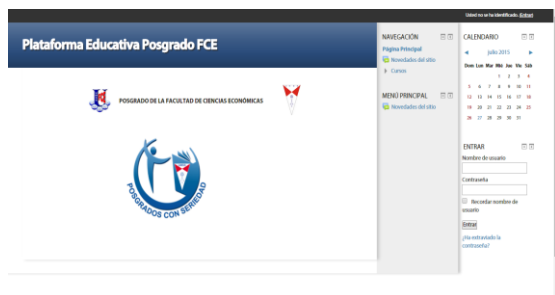 Usted no se ha identificado. (Entrar)
Plataforma Educativa Posgrado FCE
POSGRADO DE LA FACULTAD DE CIENCIAS ECONÓMICAS
POSGRADOS CON SERIEDAD
NAVEGACIÓN
Página Principal
Novedades del sitio
Cursos
MENÚ PRINCIPAL
Novedades del sitio
CALENDARIO
julio 2015
Dom Lun Mar Mié Jue Vie Sáb
1 2 3 4
5 6 7 8 9 10 11
12 13 14 15 16 17 18
19 20 21 22 23 24 25
26 27 28 29 30 31
ENTRAR
Nombre de usuario
Contraseña
Recordar nombre de
usuario
Entrar
¿Ha extraviado la
contraseña?